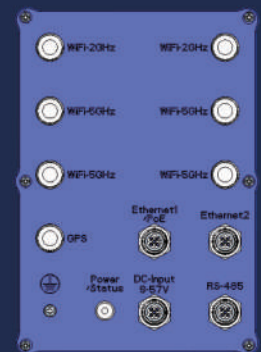 WiFi-2GHz WiFi-2GHz
WiFi-5GHz WiFi-5GHz
WiFi-5GHz WiFi-5GHz
Ethernet1
/PoE
Ethernet2
GPS
Power
/Status
DC-Input
9-57V
RS-485